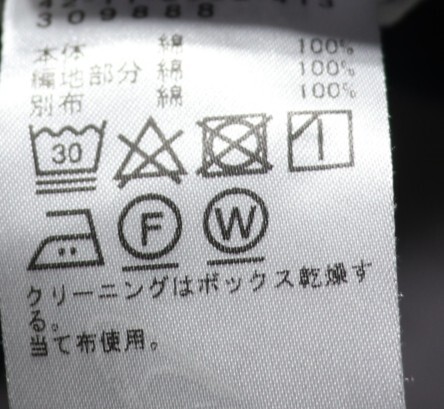 309888
本体 綿 100%
織地部分 綿 100%
別布 綿 100%
30
F W
クリーニングはボックス乾燥す
る。
当て布使用。